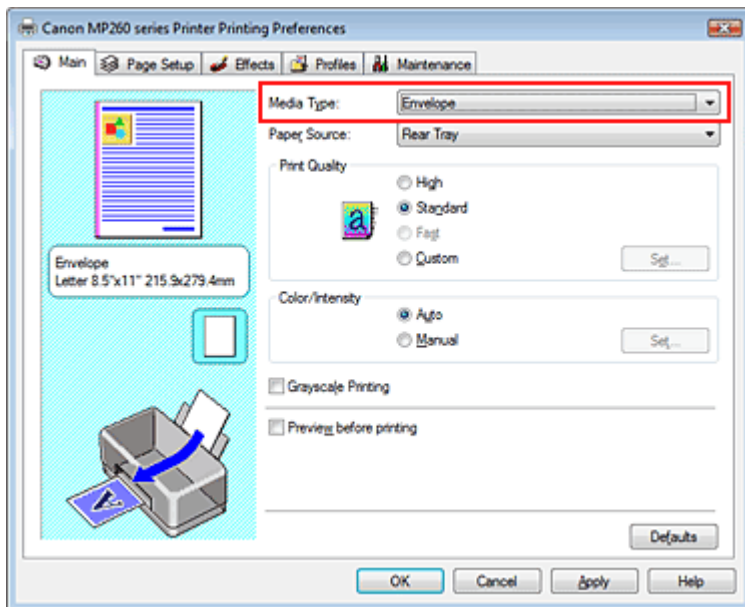 Canon MP260 series Printer Printing Preferences
Main Page Setup Effects Profiles Maintenance
Media Type: Envelope
Paper Source: Rear Tray
Print Quality
High
Standard
Fast
Custom Set...
Envelope
Letter 8.5"x11" 215.9x279.4mm
Color/Intensity
Auto
Manual Set...
Grayscale Printing
Preview before printing
Defaults
OK Cancel Apply Help